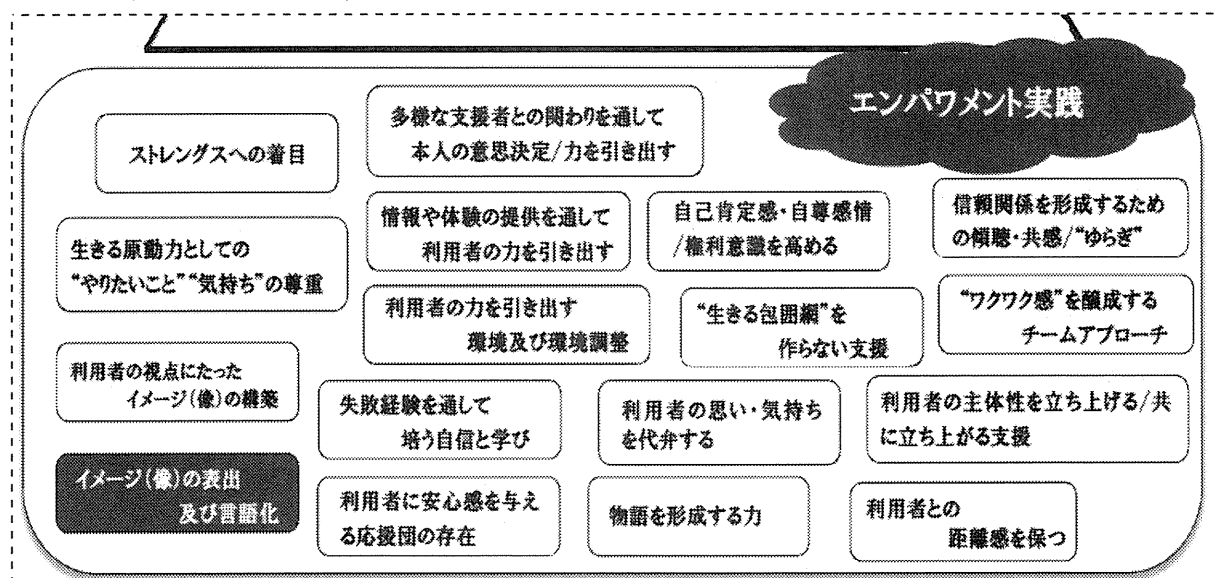 エンパワメント実践
ストレングスへの着目
多様な支援者との関わりを通して
本人の意思決定/力を引き出す
生きる原動力としての
“やりたいこと”“気持ち”の尊重
情報や体験の提供を通して
利用者の力を引き出す
自己肯定感・自尊感情
/権利意識を高める
信頼関係を形成するため
の傾聴・共感/“ゆらぎ”
利用者の力を引き出す
環境及び環境調整
“生きる包囲網”を
作らない支援
“ワクワク感”を醸成する
チームアプローチ
利用者の視点にたった
イメージ(像)の構築
失敗経験を通して
培う自信と学び
利用者の思い・気持ち
を代弁する
利用者の主体性を立ち上げる/共
に立ち上がる支援
イメージ(像)の表出
及び言語化
利用者に安心感を与え
る応援団の存在
物語を形成する力
利用者との
距離感を保つ